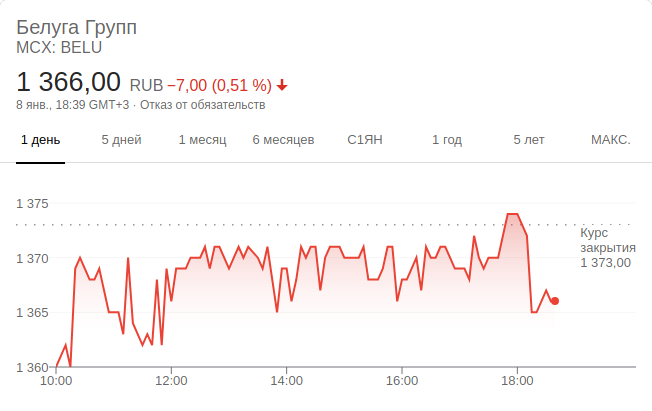 Белуга Групп
MCX: BELU
1 366,00 RUB −7,00 (0,51 %)
8 янв., 18:39 GMT+3 · Отказ от обязательств
1 день 5 дней 1 месяц 6 месяцев С1ЯН 1 год 5 лет МАКС.
1 375
Курс
закрытия
1 373,00
1 370
1 365
1 360
10:00 12:00 14:00 16:00 18:00